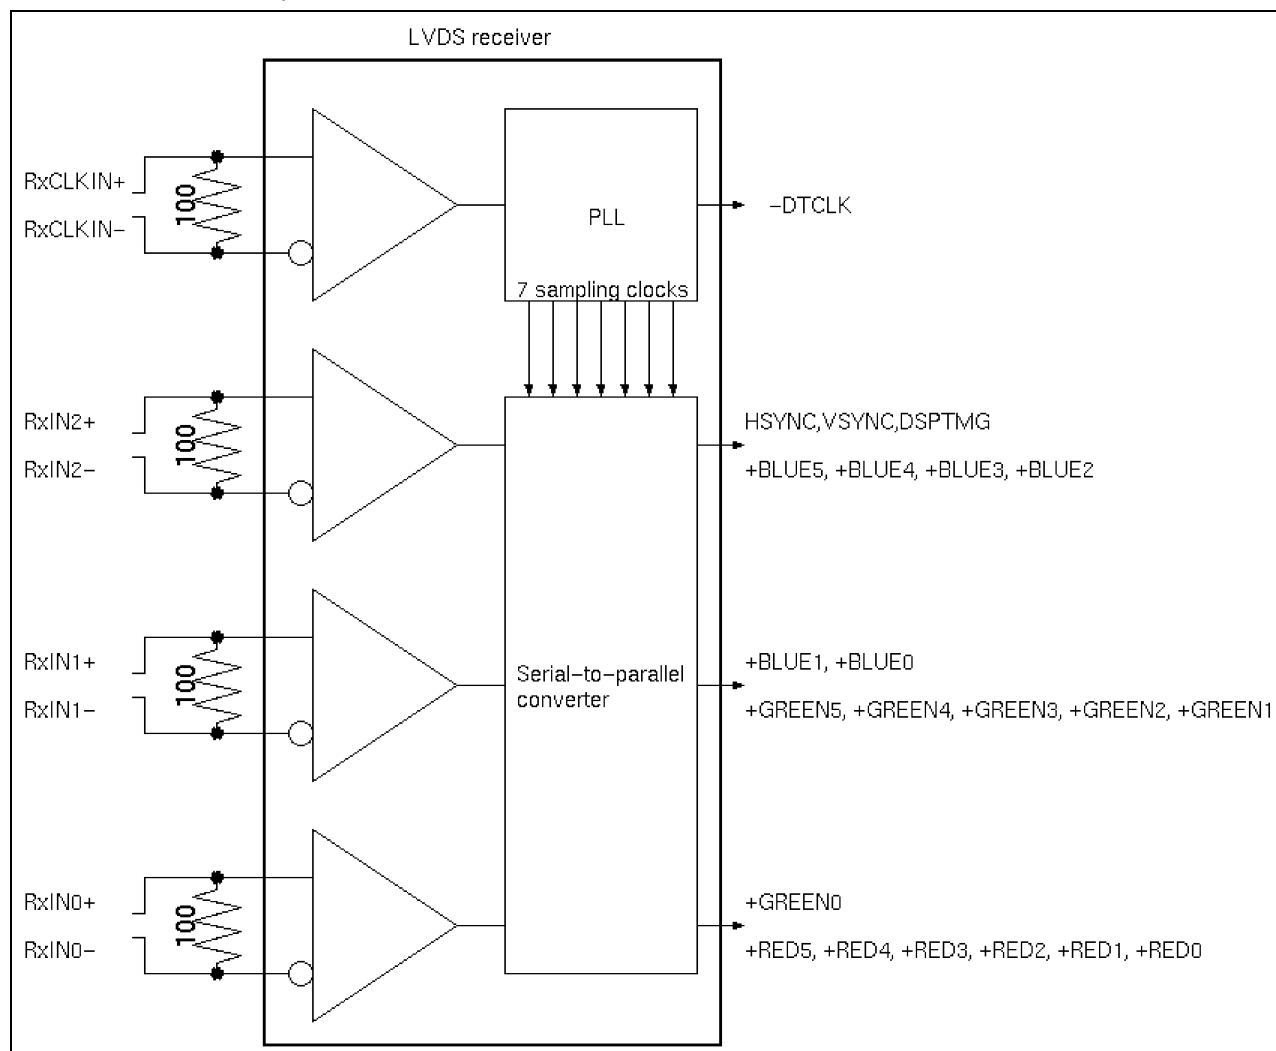 LVDS receiver
RxCLKIN+
100
RxCLKIN-
PLL
-DTCLK
7 sampling clocks
RxIN2+
100
RxIN2-
HSYNC,VSYNC,DSPTMG
+BLUE5, +BLUE4, +BLUE3, +BLUE2
RxIN1+
100
RxIN1-
Serial-to-parallel
converter
+BLUE1, +BLUE0
+GREEN5, +GREEN4, +GREEN3, +GREEN2, +GREEN1
RxIN0+
100
RxIN0-
+GREEN0
+RED5, +RED4, +RED3, +RED2, +RED1, +RED0